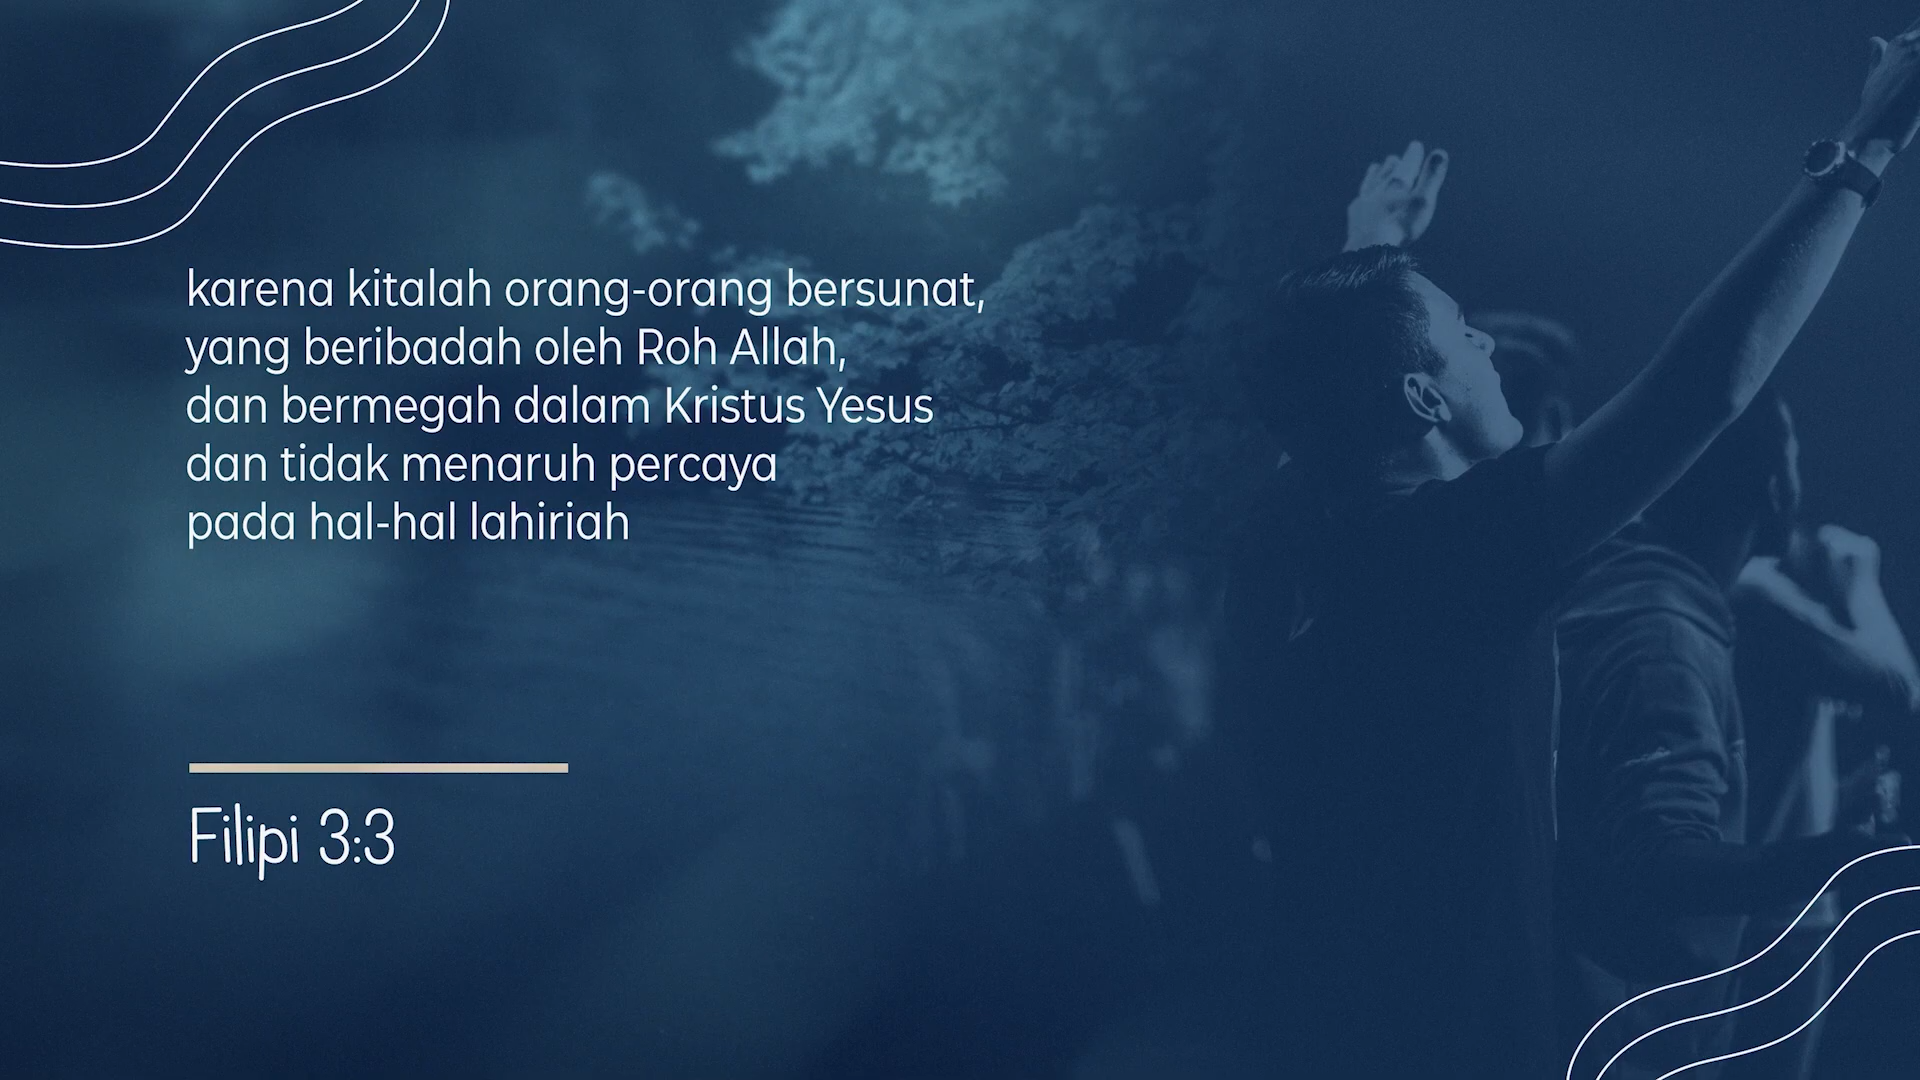 karena kitalah orang-orang bersunat,
yang beribadah oleh Roh Allah,
dan bermegah dalam Kristus Yesus
dan tidak menaruh percaya
pada hal-hal lahiriah
Filipi 3:3